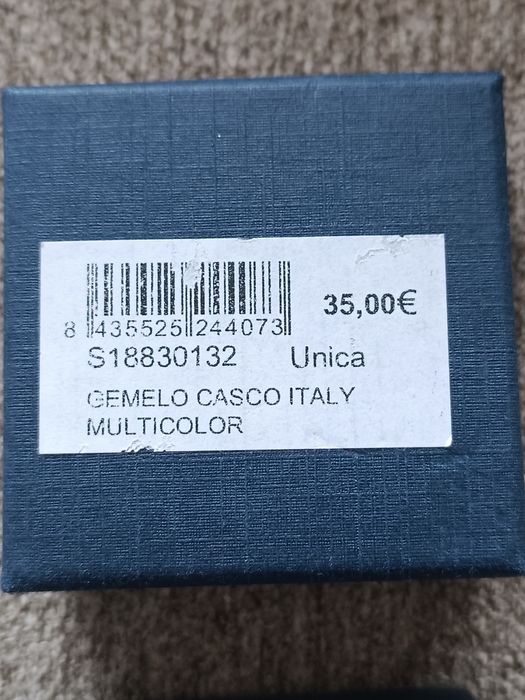 35,00€
8 435525 244073
S18830132 Unica
GEMELO CASCO ITALY
MULTICOLOR